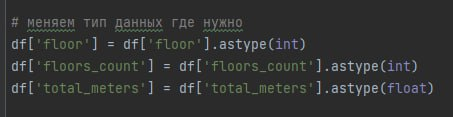 # меняем тип данных где нужно
df['floor'] = df['floor'].astype(int)
df['floors_count'] = df['floors_count'].astype(int)
df['total_meters'] = df['total_meters'].astype(float)